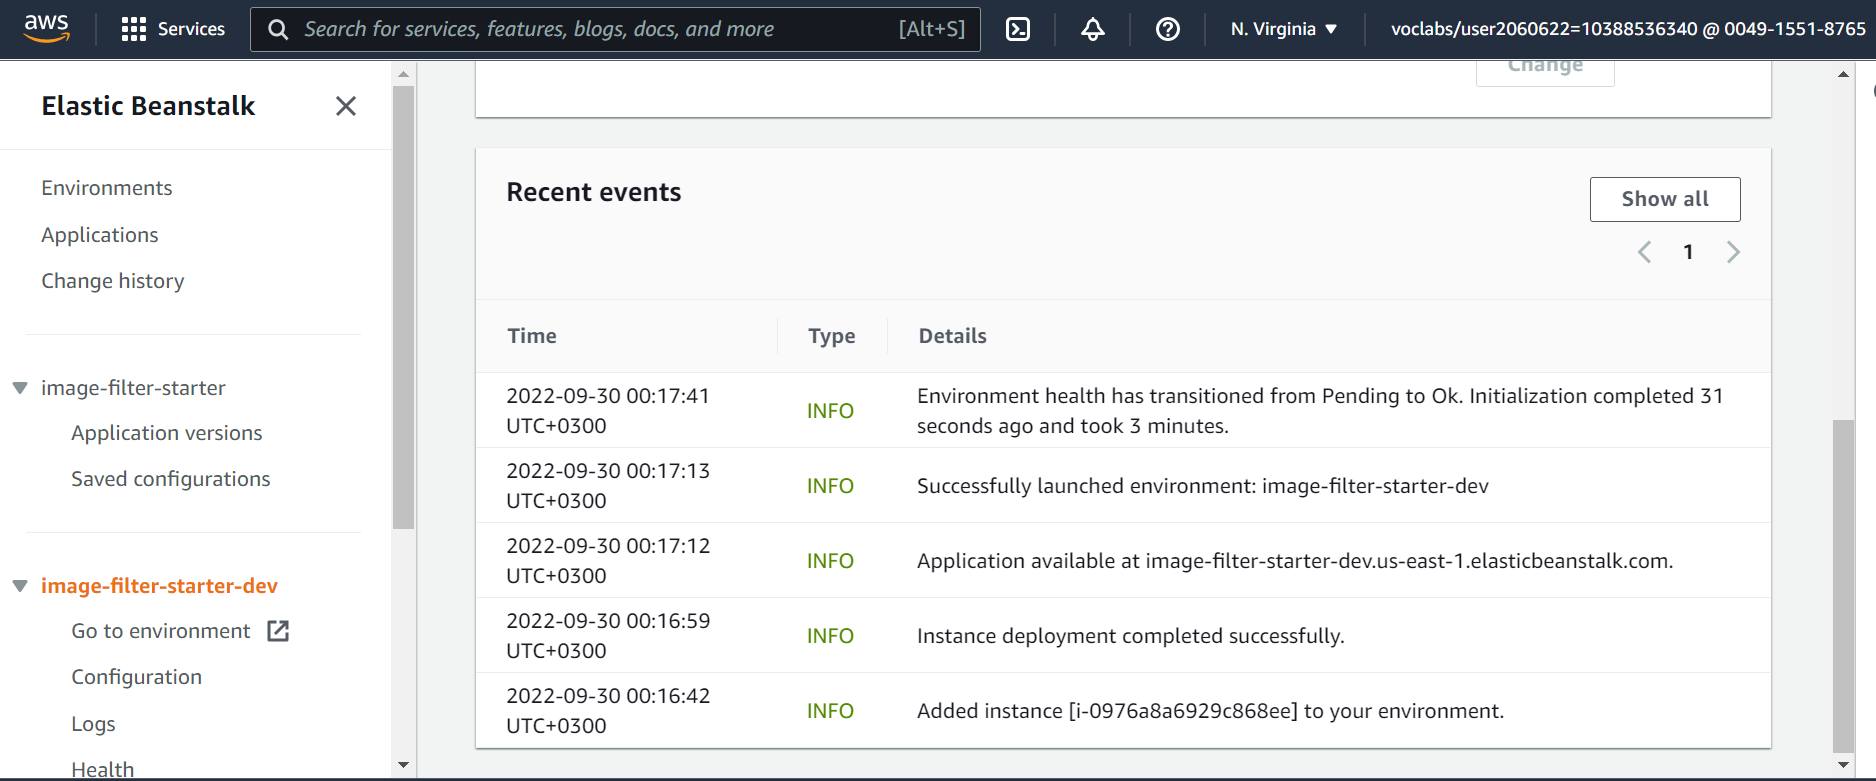 aws
Services
Search for services, features, blogs, docs, and more
[Alt+S]
N. Virginia
voclabs/user2060622=10388536340 @ 0049-1551-8765
Elastic Beanstalk
Environments
Applications
Change history
image-filter-starter
Application versions
Saved configurations
image-filter-starter-dev
Go to environment
Configuration
Logs
Health
Change
Recent events
Show all
1
Time
Type
Details
2022-09-30 00:17:41
UTC+0300
INFO
Environment health has transitioned from Pending to Ok. Initialization completed 31
seconds ago and took 3 minutes.
2022-09-30 00:17:13
UTC+0300
INFO
Successfully launched environment: image-filter-starter-dev
2022-09-30 00:17:12
UTC+0300
INFO
Application available at image-filter-starter-dev.us-east-1.elasticbeanstalk.com.
2022-09-30 00:16:59
UTC+0300
INFO
Instance deployment completed successfully.
2022-09-30 00:16:42
UTC+0300
INFO
Added instance [i-0976a8a6929c868ee] to your environment.